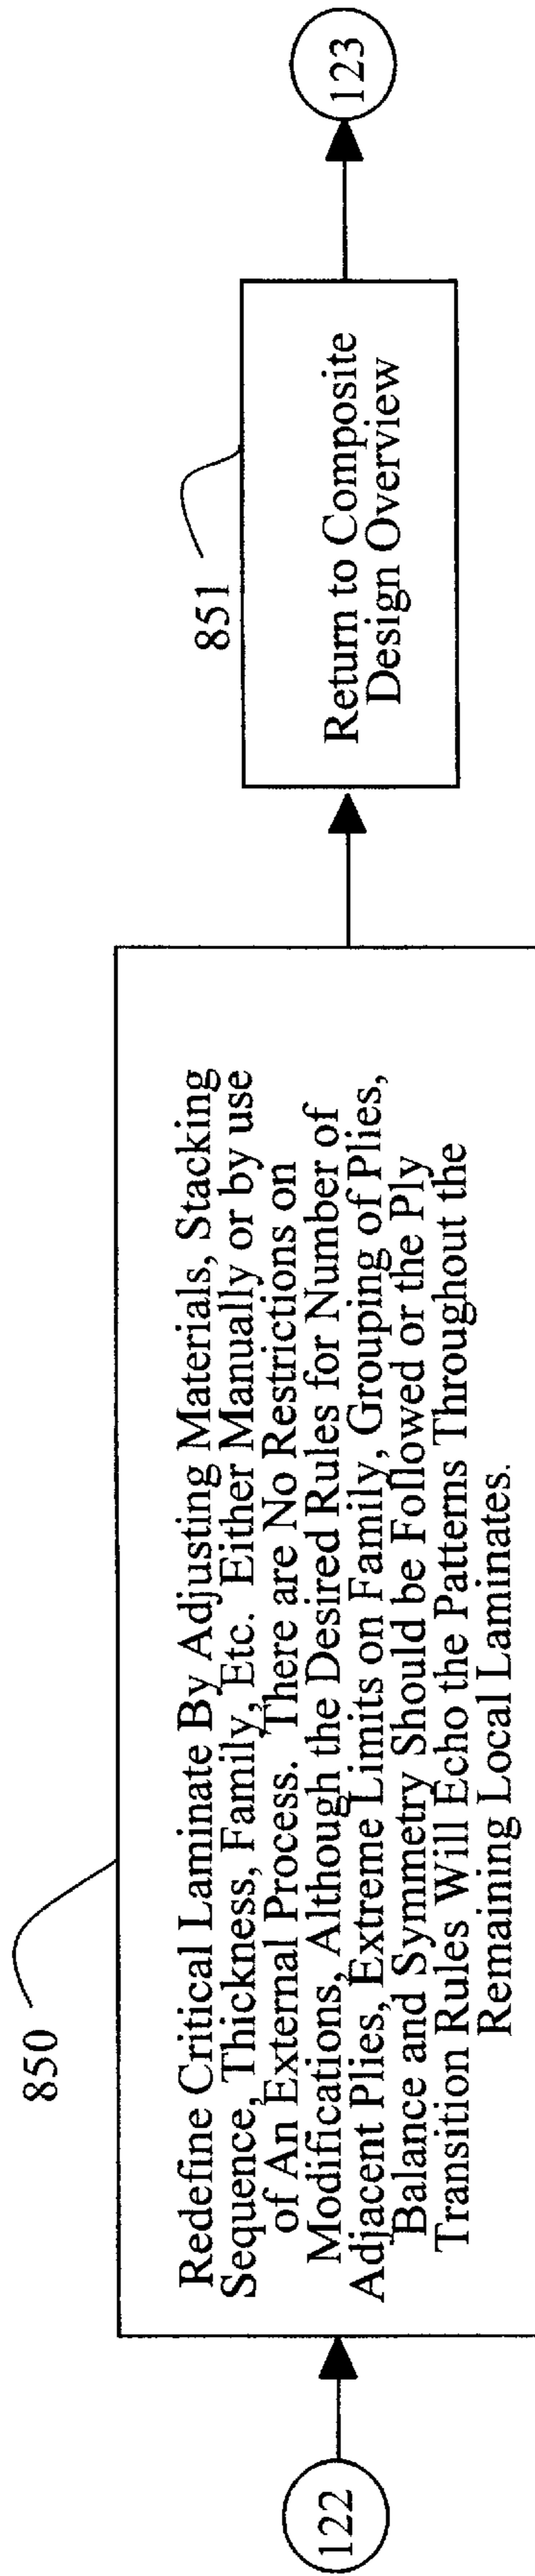 122
850
Redefine Critical Laminate By Adjusting Materials, Stacking
Sequence, Thickness, Family, Etc. Either Manually or by use
of An External Process. There are No Restrictions on
Modifications, Although the Desired Rules for Number of
Adjacent Plies, Extreme Limits on Family, Grouping of Plies,
Balance and Symmetry Should be Followed or the Ply
Transition Rules Will Echo the Patterns Throughout the
Remaining Local Laminates.
851
Return to Composite
Design Overview
123